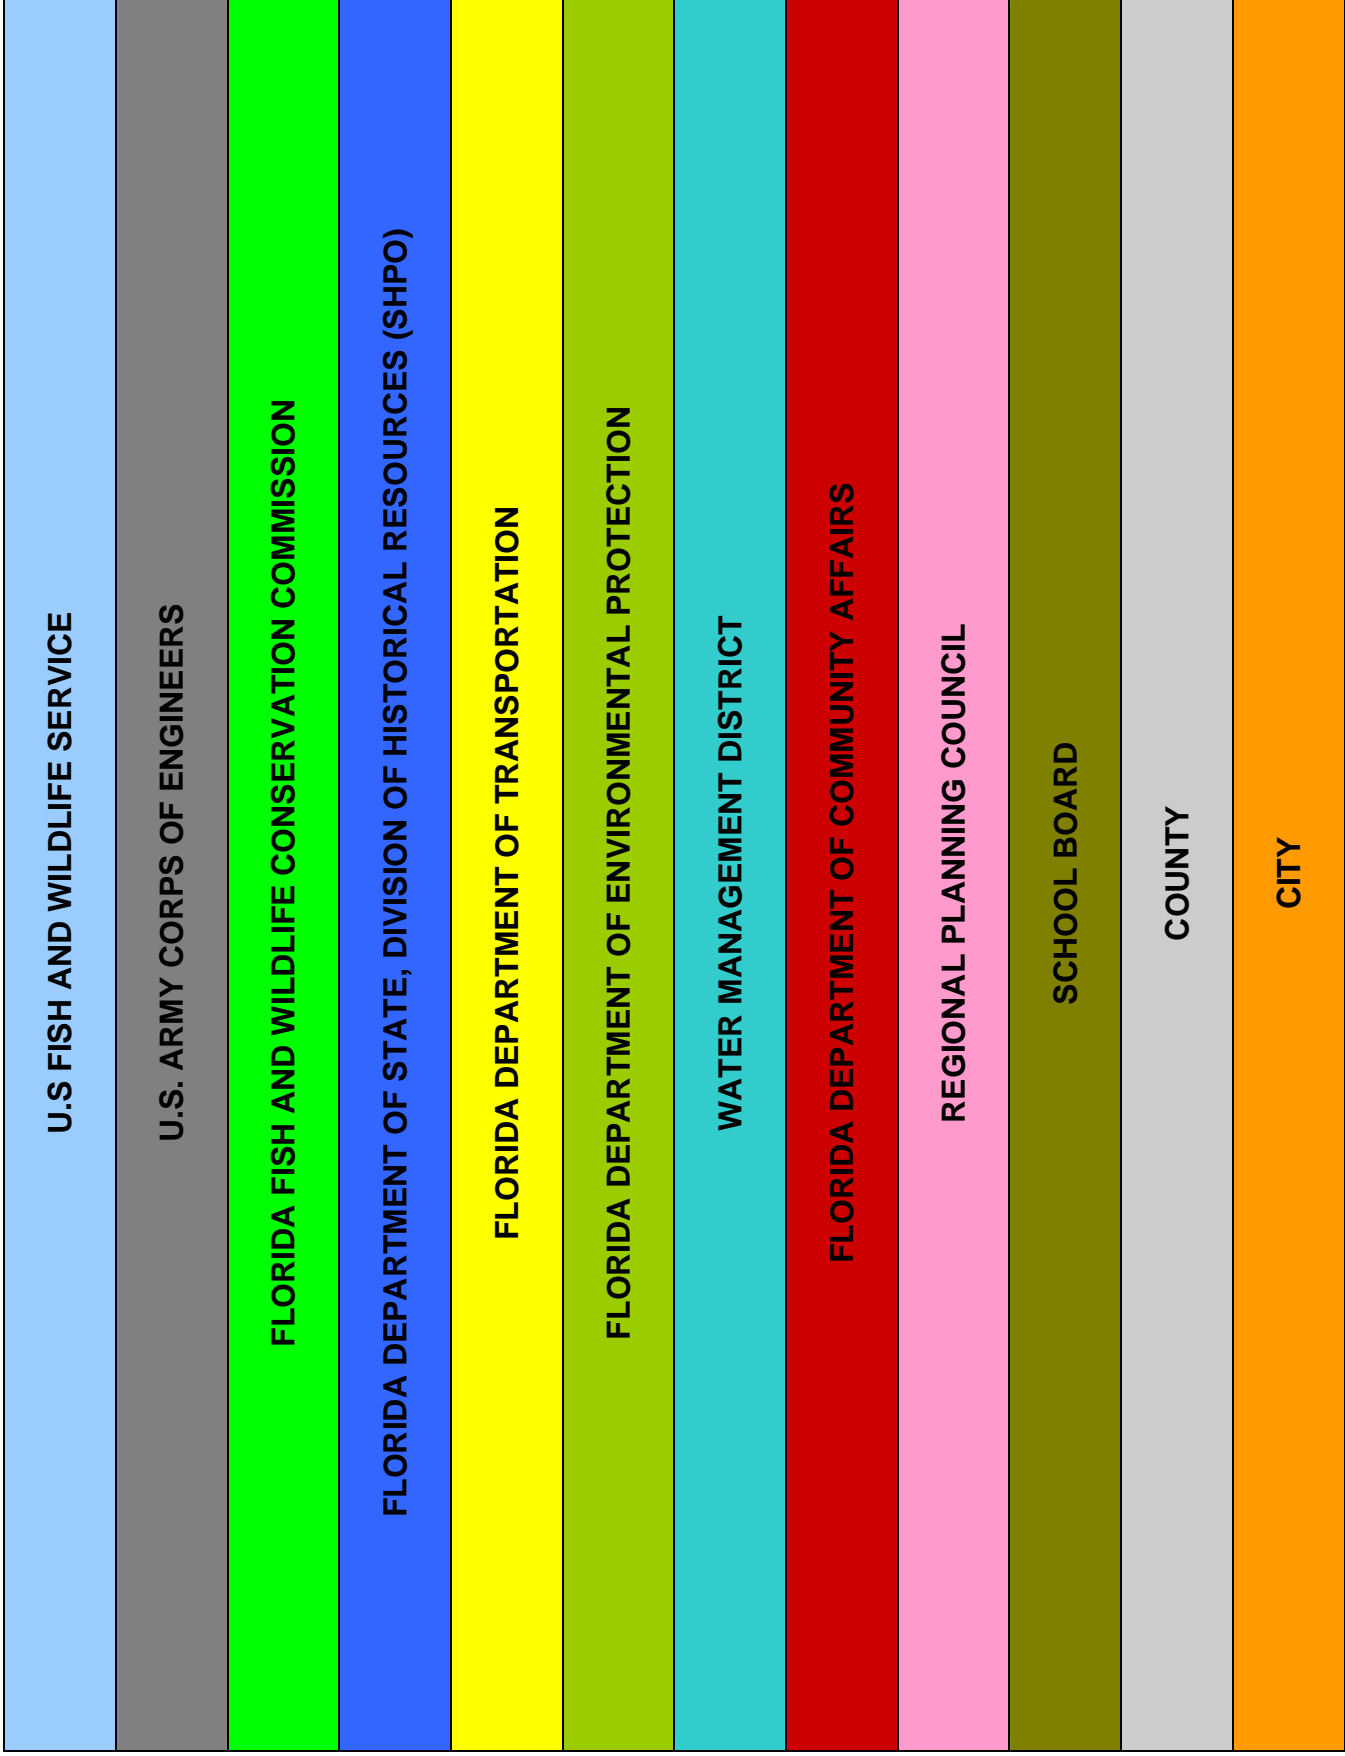 U.S FISH AND WILDLIFE SERVICE
U.S. ARMY CORPS OF ENGINEERS
FLORIDA FISH AND WILDLIFE CONSERVATION COMMISSION
FLORIDA DEPARTMENT OF STATE, DIVISION OF HISTORICAL RESOURCES (SHPO)
FLORIDA DEPARTMENT OF TRANSPORTATION
FLORIDA DEPARTMENT OF ENVIRONMENTAL PROTECTION
WATER MANAGEMENT DISTRICT
FLORIDA DEPARTMENT OF COMMUNITY AFFAIRS
REGIONAL PLANNING COUNCIL
SCHOOL BOARD
COUNTY
CITY